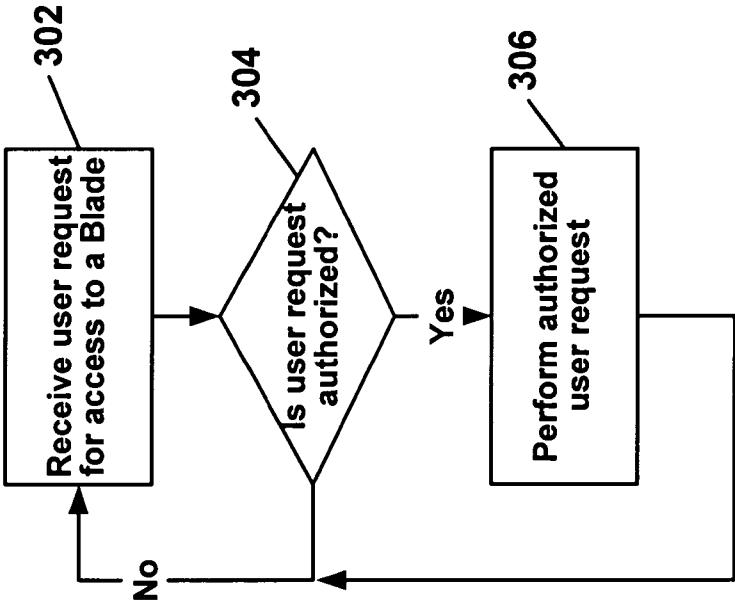 302
Receive user request
for access to a Blade
304
Is user request
authorized?
No
Yes
306
Perform authorized
user request